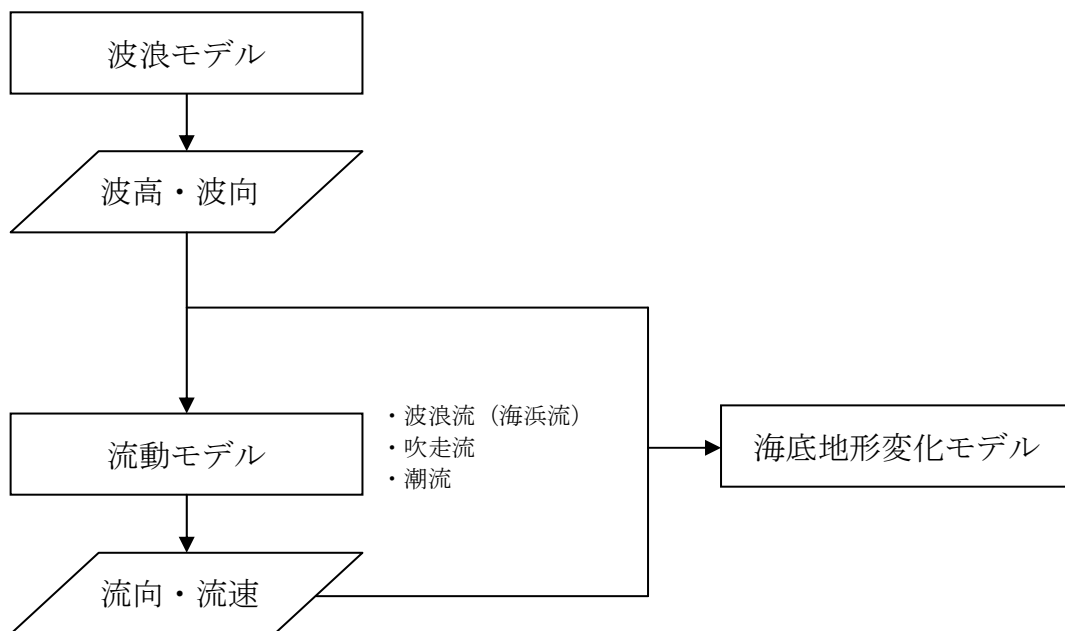 波浪モデル
波高・波向
流動モデル
・波浪流（海浜流）
・吹走流
・潮流
海底地形変化モデル
流向・流速